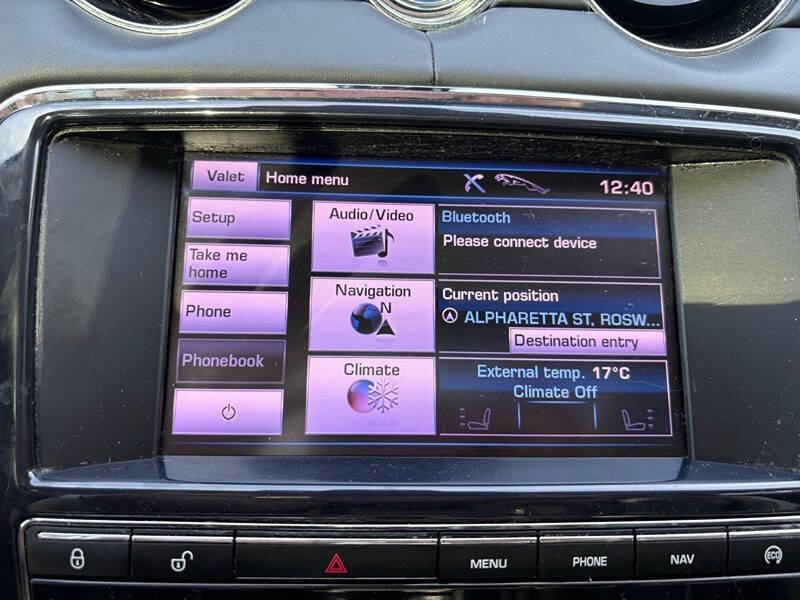 Valet
Home menu
12:40
Setup
Audio/Video
Bluetooth
Please connect device
Take me
home
Navigation
N
Current position
ALPHARETTA ST, ROSW...
Destination entry
Phone
Phonebook
Climate
External temp. 17°C
Climate Off
MENU
PHONE
NAV
ECO